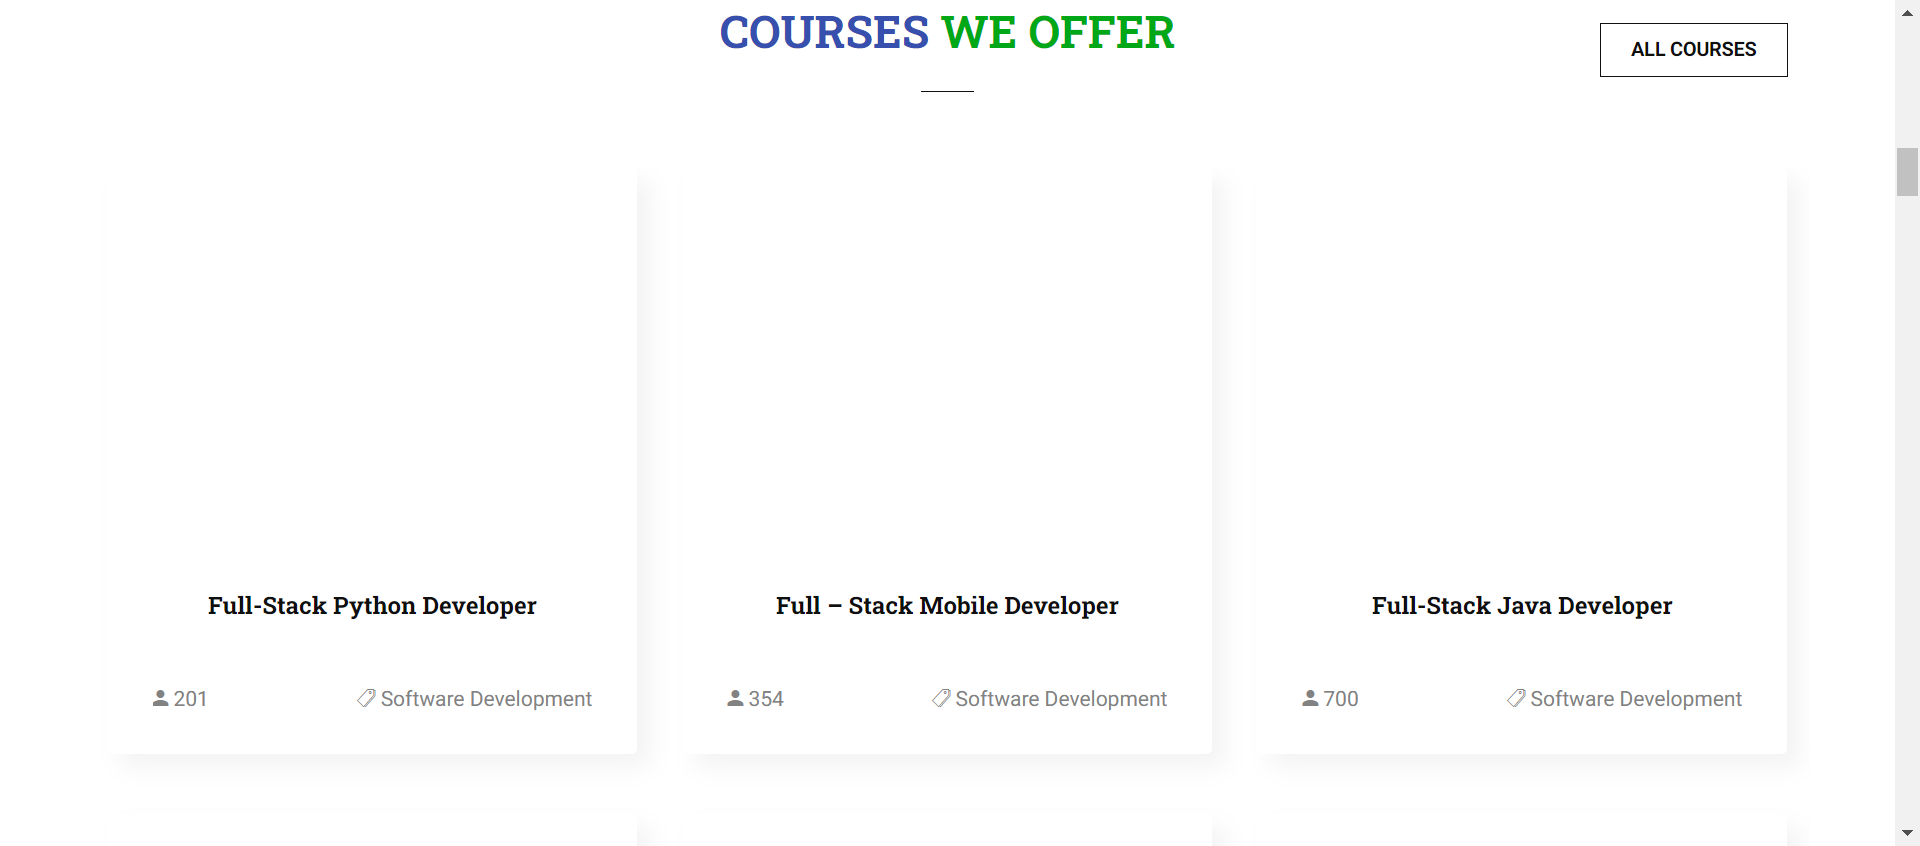 COURSES WE OFFER
ALL COURSES
Full-Stack Python Developer
201
Software Development
Full – Stack Mobile Developer
354
Software Development
Full-Stack Java Developer
700
Software Development